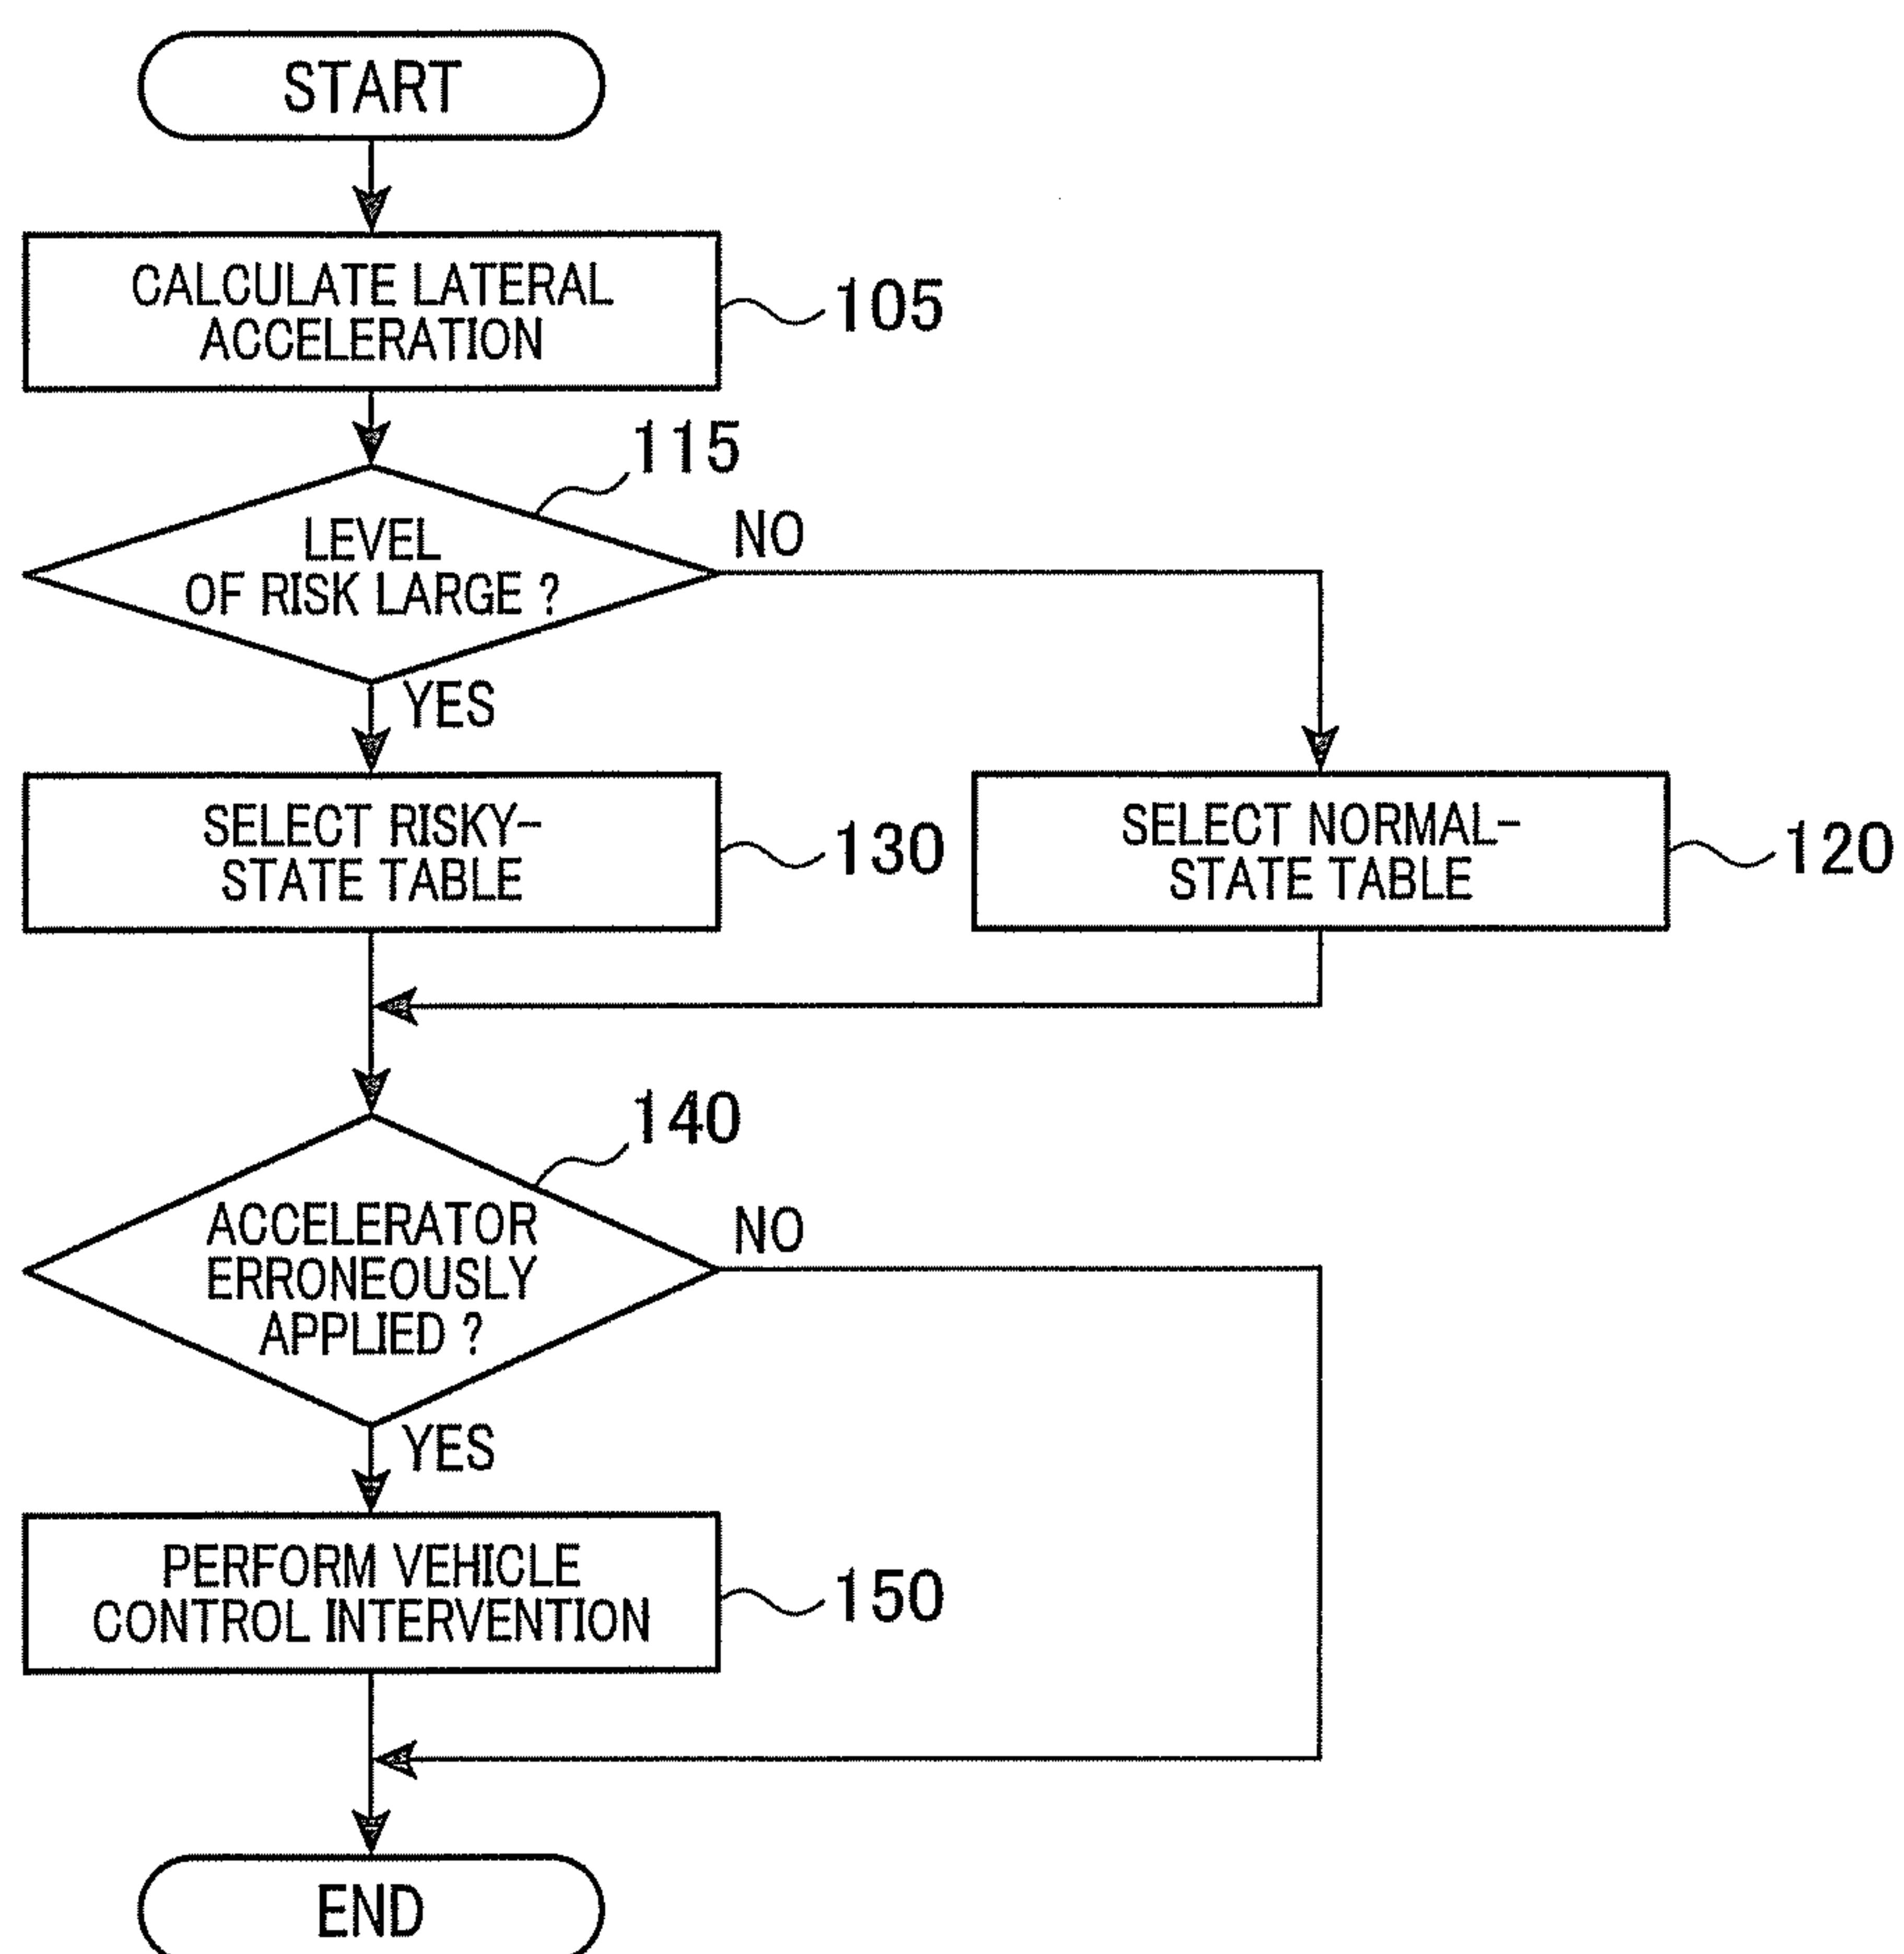 START
CALCULATE LATERAL
ACCELERATION
105
115
LEVEL
OF RISK LARGE ?
NO
YES
SELECT RISKY-
STATE TABLE
130
SELECT NORMAL-
STATE TABLE
120
140
ACCELERATOR
ERRONEOUSLY
APPLIED ?
NO
YES
PERFORM VEHICLE
CONTROL INTERVENTION
150
END